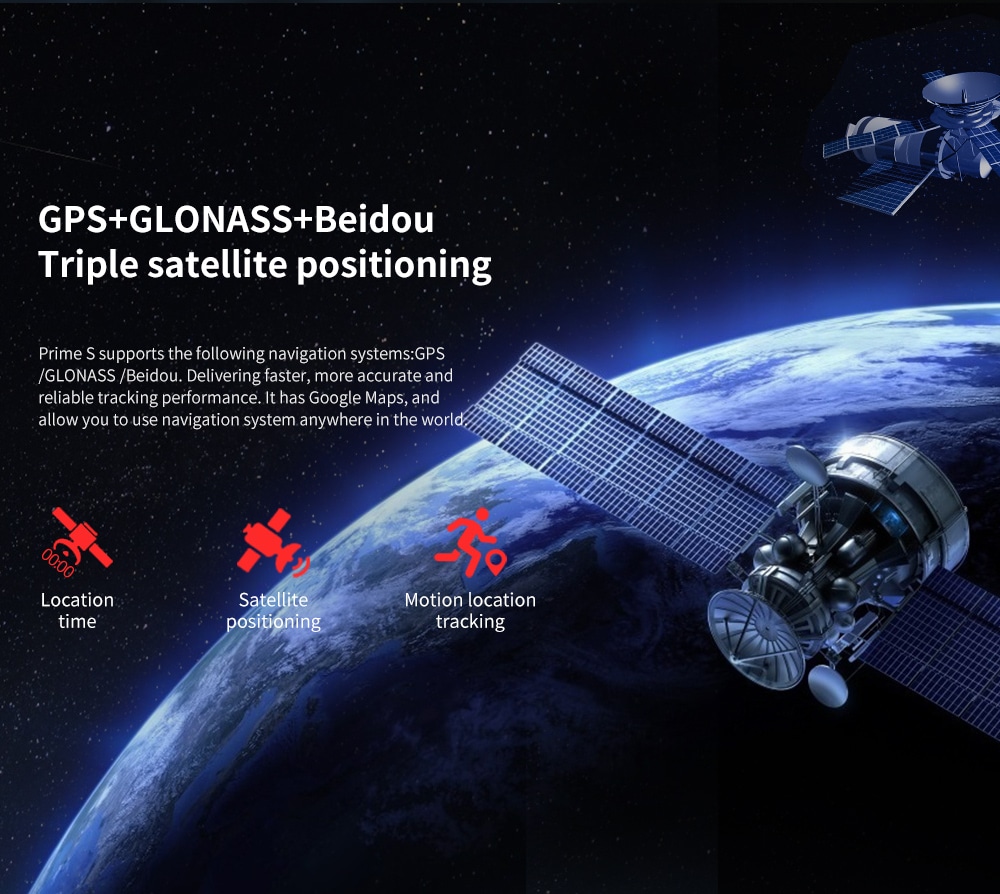 GPS+GLONASS+Beidou
Triple satellite positioning
Prime S supports the following navigation systems:GPS
/GLONASS /Beidou. Delivering faster, more accurate and
reliable tracking performance. It has Google Maps, and
allow you to use navigation system anywhere in the world.
00:00
Location
time
Satellite
positioning
Motion location
tracking